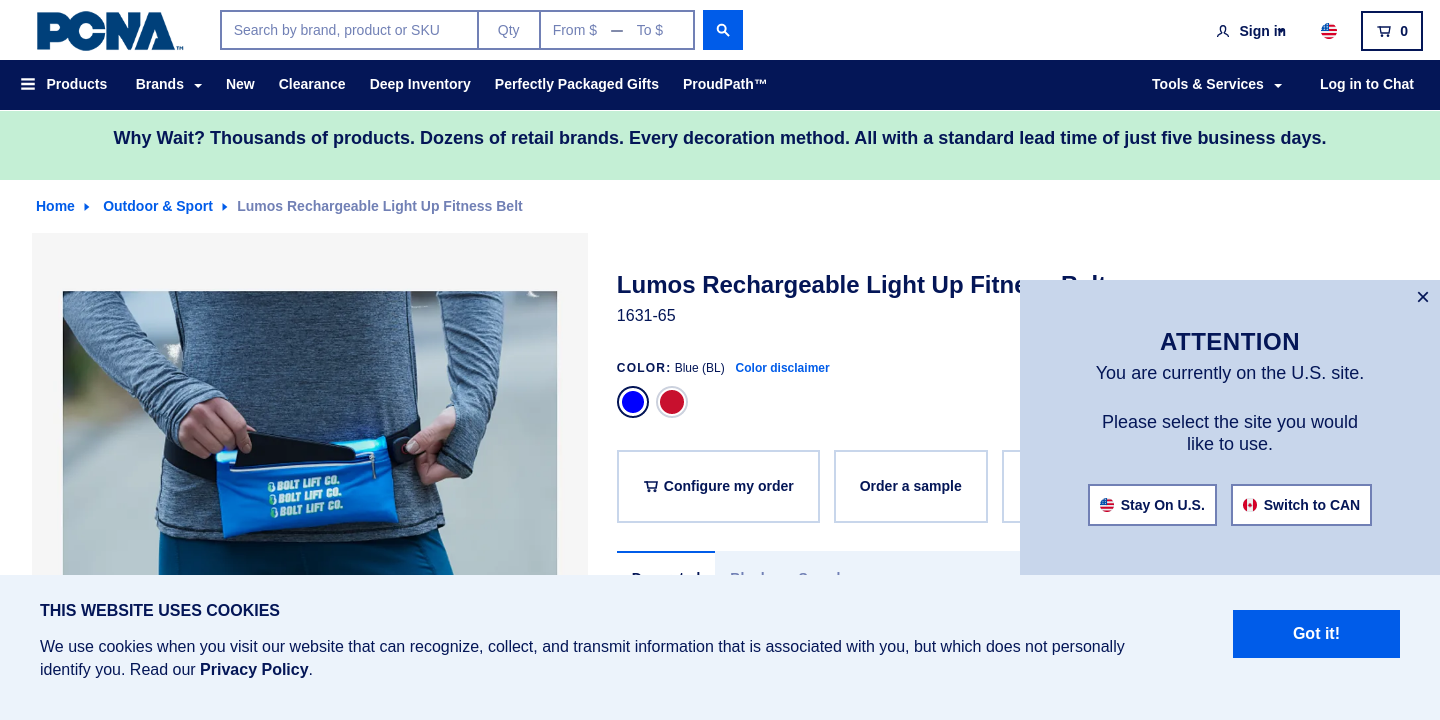 PCNA™
Search by brand, product or SKU
Qty
From $ — To $
Sign in
0
Products
Brands
New
Clearance
Deep Inventory
Perfectly Packaged Gifts
ProudPath™
Tools & Services
Log in to Chat
Why Wait? Thousands of products. Dozens of retail brands. Every decoration method. All with a standard lead time of just five business days.
Home
Outdoor & Sport
Lumos Rechargeable Light Up Fitness Belt
BOLT LIFT CO.
BOLT LIFT CO.
BOLT LIFT CO.
Lumos Rechargeable Light Up Fitness Belt
1631-65
COLOR: Blue (BL) Color disclaimer
Configure my order
Order a sample
×
ATTENTION
You are currently on the U.S. site.
Please select the site you would
like to use.
Stay On U.S.
Switch to CAN
THIS WEBSITE USES COOKIES
We use cookies when you visit our website that can recognize, collect, and transmit information that is associated with you, but which does not personally
identify you. Read our Privacy Policy.
Got it!